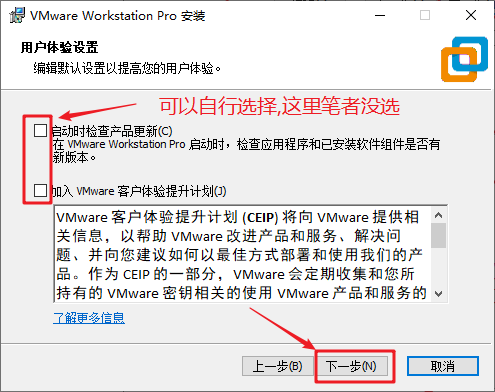 VMware Workstation Pro 安装
用户体验设置
编辑默认设置以提高您的用户体验。
可以自行选择,这里笔者没选
启动时检查产品更新(C)
在 VMware Workstation Pro 启动时，检查应用程序和已安装软件组件是否有
新版本。
加入 VMware 客户体验提升计划(J)
VMware 客户体验提升计划 (CEIP) 将向 VMware 提供相
关信息，以帮助 VMware 改进产品和服务、解决问
题、并向您建议如何以最佳方式部署和使用我们的产
品。作为 CEIP 的一部分，VMware 会定期收集和您所
持有的 VMware 密钥相关的使用 VMware 产品和服务的
了解更多信息
上一步(B)
下一步(N)
取消